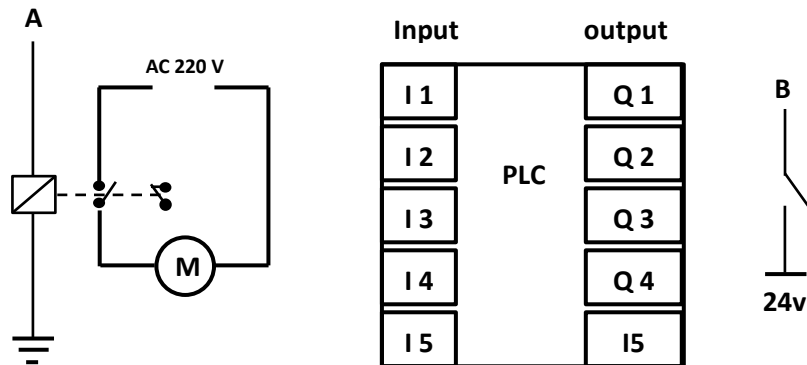 A
AC 220 V
M
Input
output
I 1
Q 1
I 2
Q 2
PLC
I 3
Q 3
I 4
Q 4
I 5
I5
B
24v